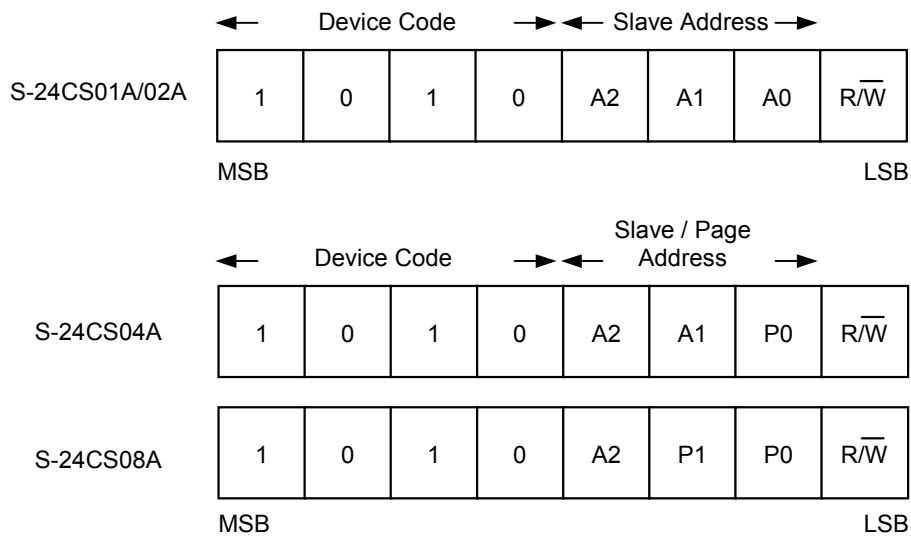 Device Code Slave Address
S-24CS01A/02A 1 0 1 0 A2 A1 A0 R/W̅
MSB LSB
Slave / Page
Device Code Address
S-24CS04A 1 0 1 0 A2 A1 P0 R/W̅
S-24CS08A 1 0 1 0 A2 P1 P0 R/W̅
MSB LSB